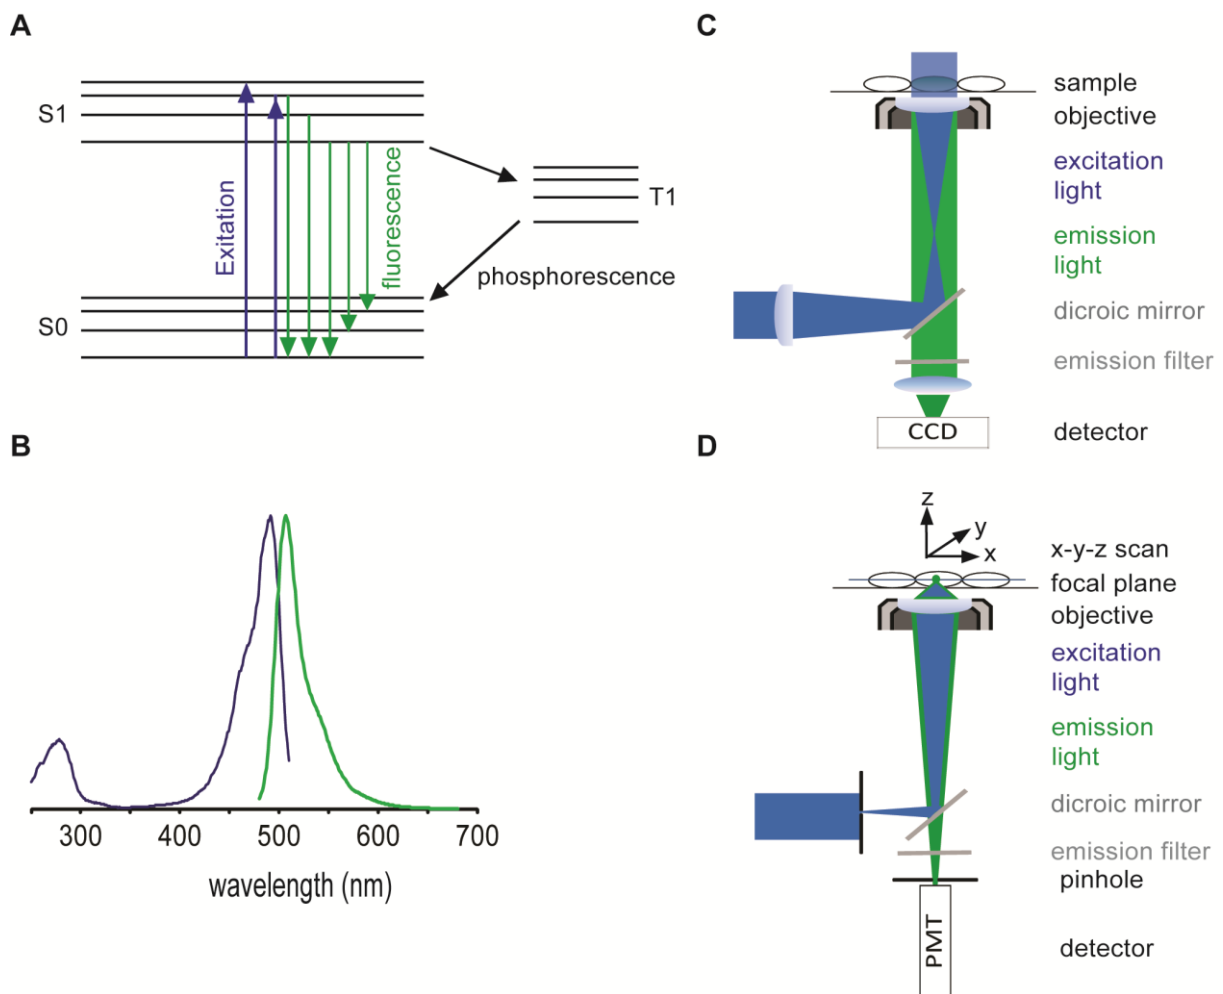 A
S1
Exitation
fluorescence
T1
phosphorescence
S0
B
300 400 500 600 700
wavelength (nm)
C
sample
objective
excitation
light
emission
light
dicroic mirror
emission filter
CCD
detector
D
z
y
x
x-y-z scan
focal plane
objective
excitation
light
emission
light
dicroic mirror
emission filter
pinhole
PMT
detector